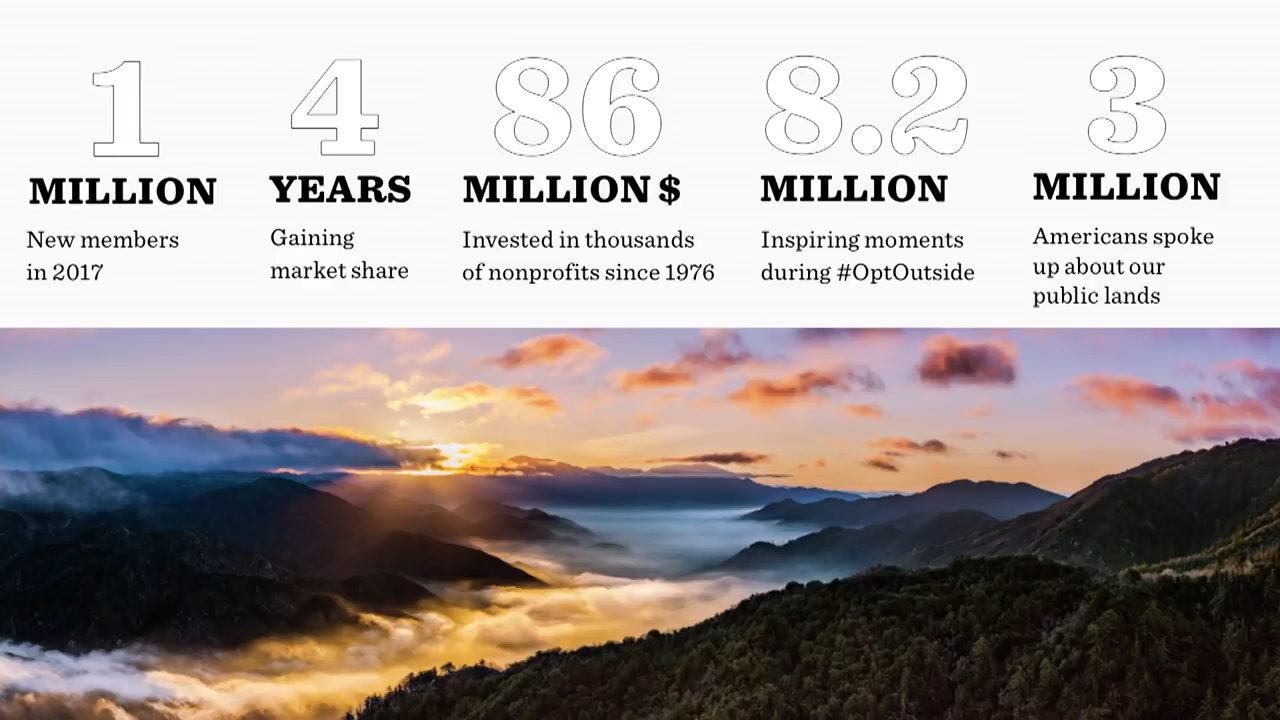 1
MILLION
New members
in 2017
4
YEARS
Gaining
market share
86
MILLION $
Invested in thousands
of nonprofits since 1976
8.2
MILLION
Inspiring moments
during #OptOutside
3
MILLION
Americans spoke
up about our
public lands